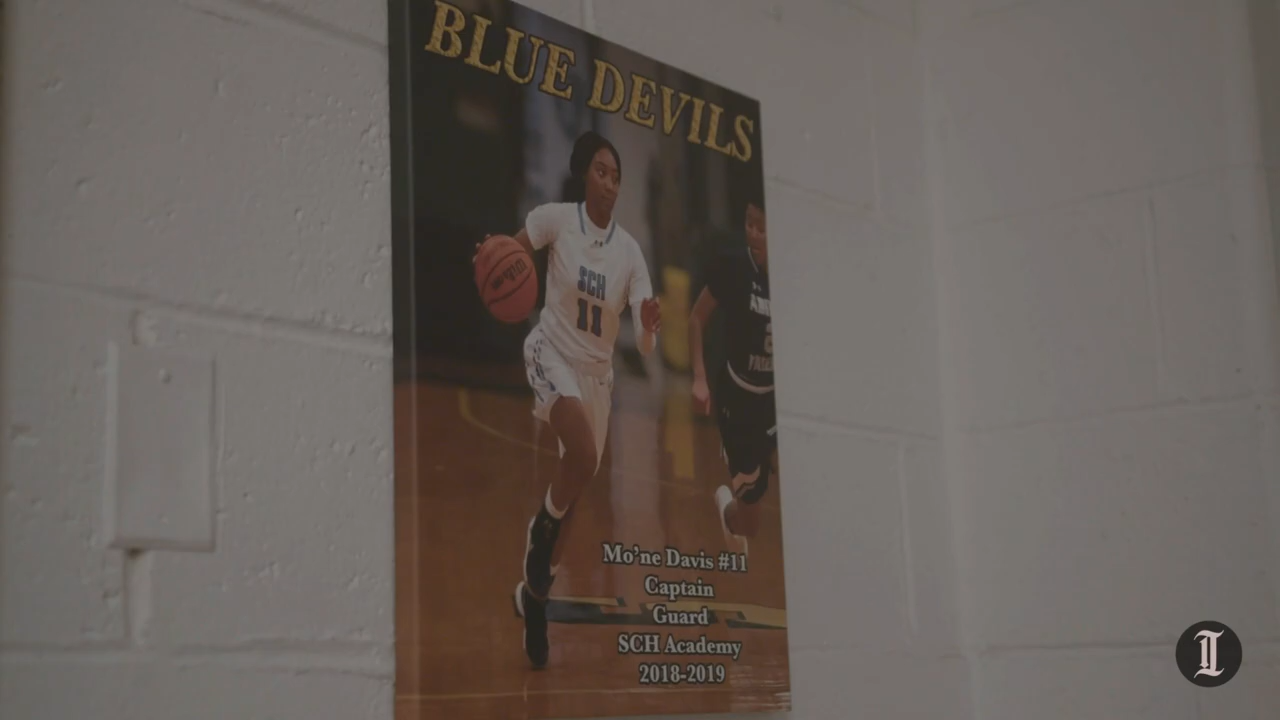 BLUE DEVILS
SCH
11
Mo'ne Davis #11
Captain
Guard
SCH Academy
2018-2019
I